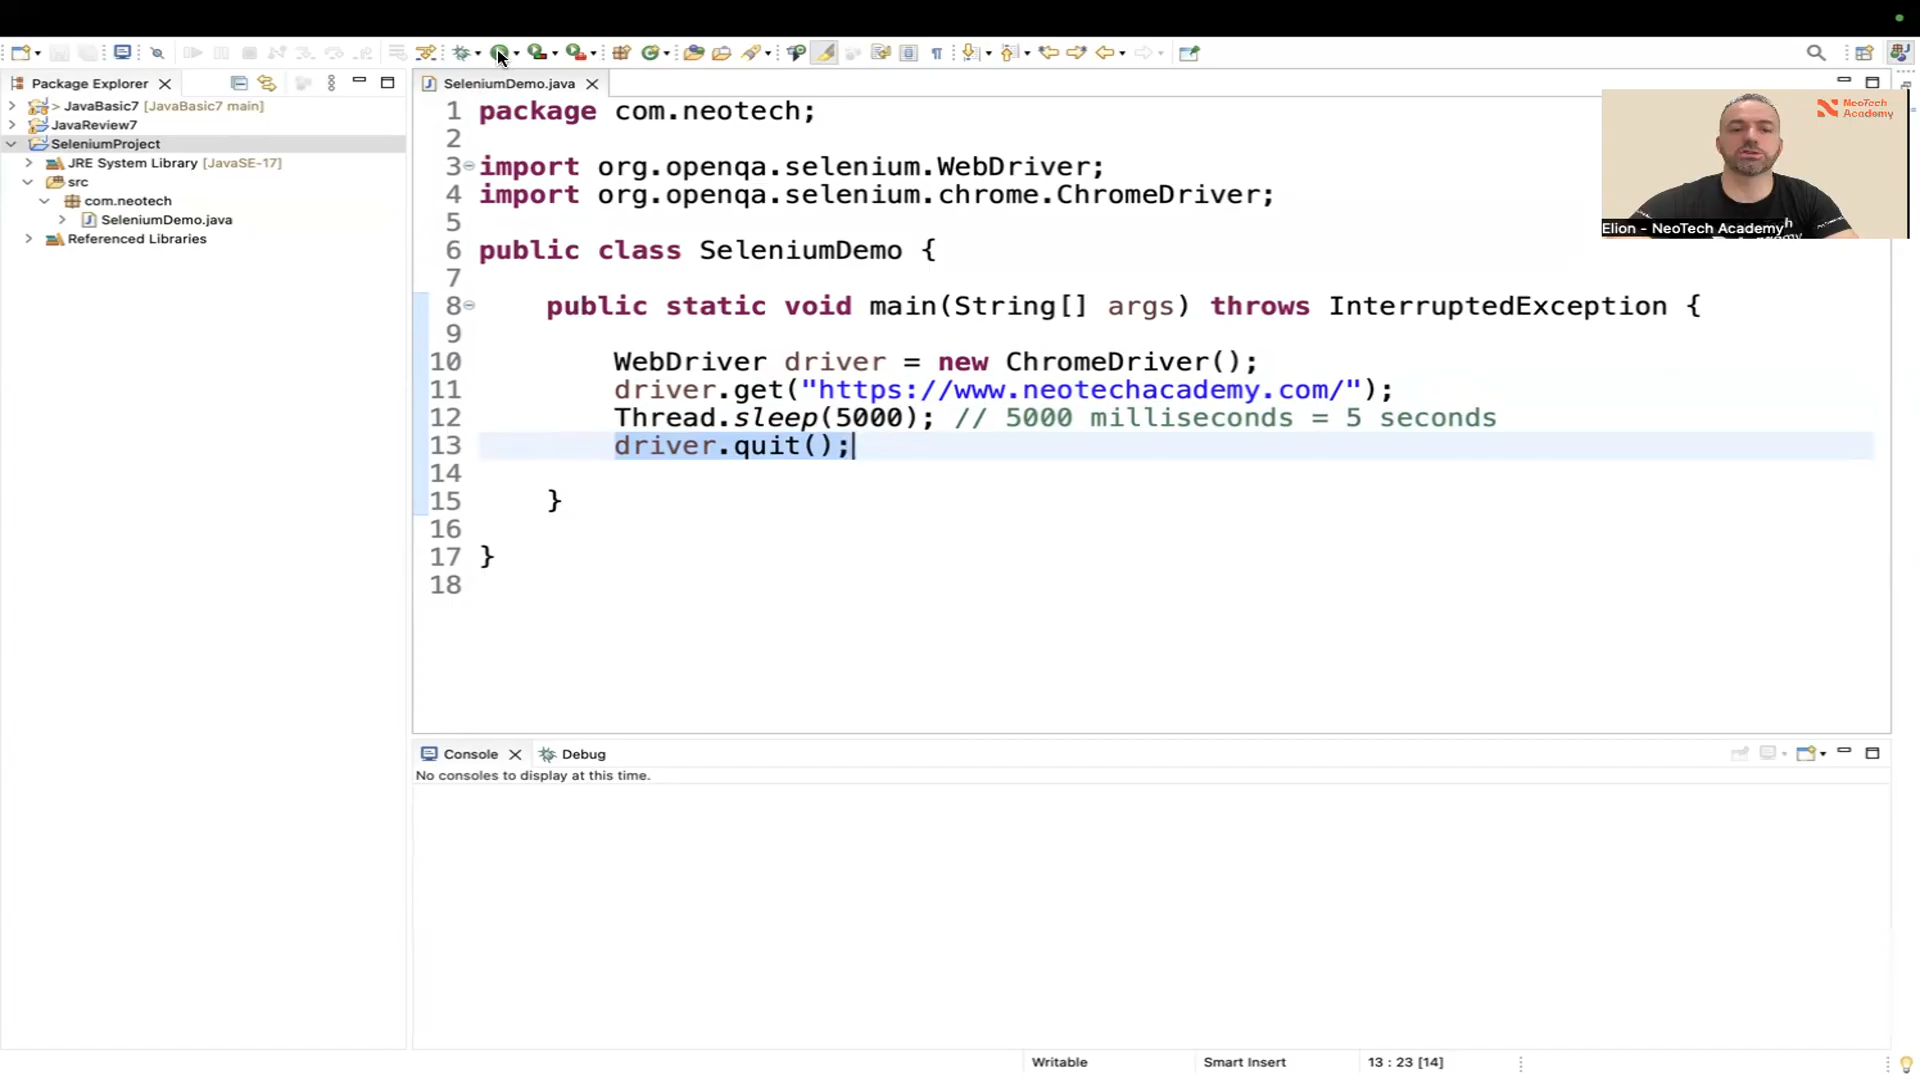 Package Explorer
> JavaBasic7 [JavaBasic7 main]
JavaReview7
SeleniumProject
JRE System Library [JavaSE-17]
src
com.neotech
SeleniumDemo.java
Referenced Libraries
SeleniumDemo.java
1 package com.neotech;
2
3 import org.openqa.selenium.WebDriver;
4 import org.openqa.selenium.chrome.ChromeDriver;
5
6 public class SeleniumDemo {
7
8 public static void main(String[] args) throws InterruptedException {
9
10 WebDriver driver = new ChromeDriver();
11 driver.get("https://www.neotechacademy.com/");
12 Thread.sleep(5000); // 5000 milliseconds = 5 seconds
13 driver.quit();
14
15 }
16
17 }
18
NeoTech
Academy
Elion - NeoTech Academy
Console
Debug
No consoles to display at this time.
Writable
Smart Insert
13 : 23 [14]